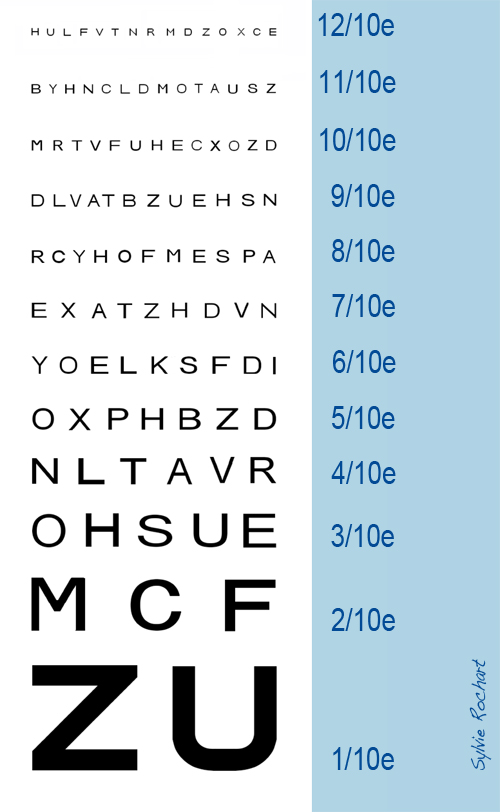 H U L F V T N R M D Z O X C E 12/10e
B Y H N C L D M O T A U S Z 11/10e
M R T V F U H E C X O Z D 10/10e
D L V A T B Z U E H S N 9/10e
R C Y H O F M E S P A 8/10e
E X A T Z H D V N 7/10e
Y O E L K S F D I 6/10e
O X P H B Z D 5/10e
N L T A V R 4/10e
O H S U E 3/10e
M C F 2/10e
Z U 1/10e
Sylvie Rochart